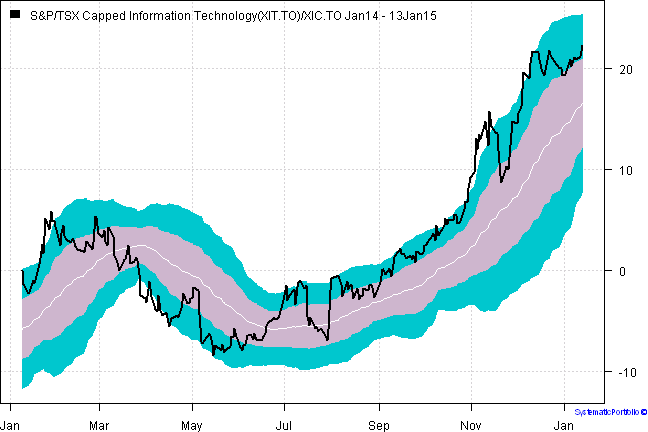 S&P/TSX Capped Information Technology(XIT.TO)/XIC.TO Jan14 - 13Jan15
20
10
0
-10
Jan Mar May Jul Sep Nov Jan
SystematicPortfolio ©